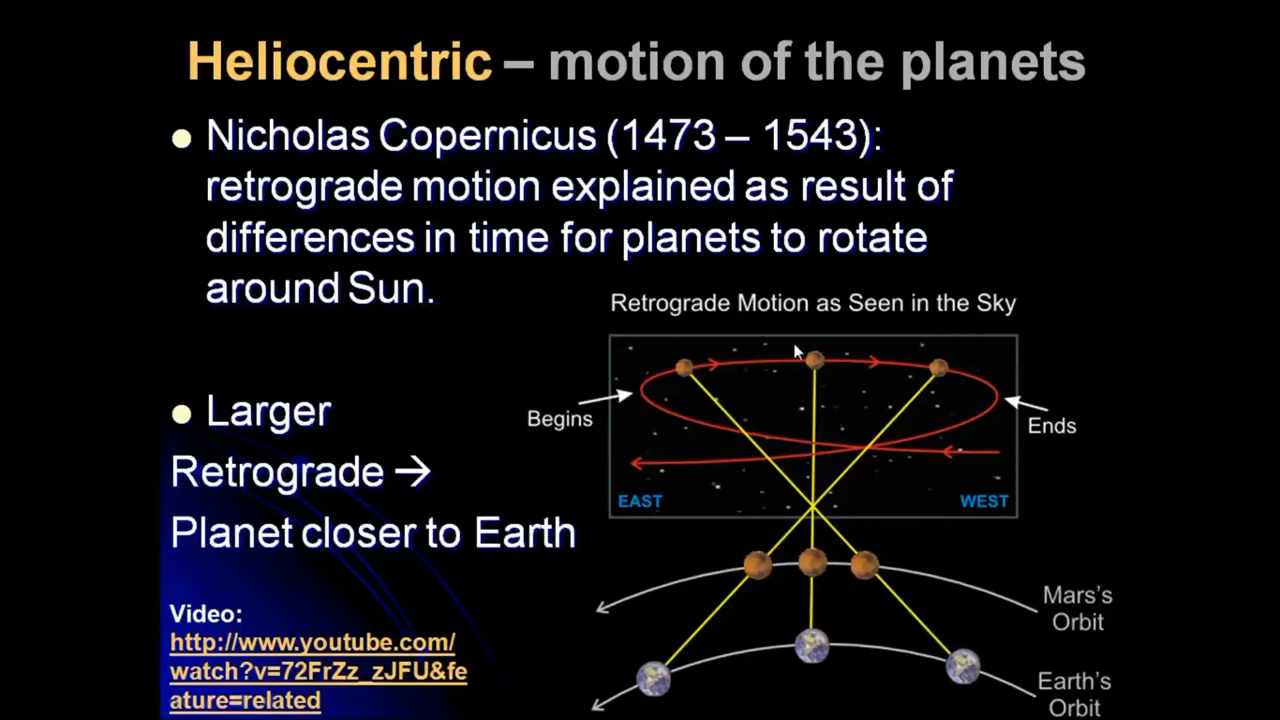 Heliocentric – motion of the planets
● Nicholas Copernicus (1473 – 1543):
retrograde motion explained as result of
differences in time for planets to rotate
around Sun.
Retrograde Motion as Seen in the Sky
Begins
Ends
EAST
WEST
● Larger
Retrograde →
Planet closer to Earth
Mars's
Orbit
Earth's
Orbit
Video:
http://www.youtube.com/
watch?v=72FrZz_zJFU&fe
ature=related